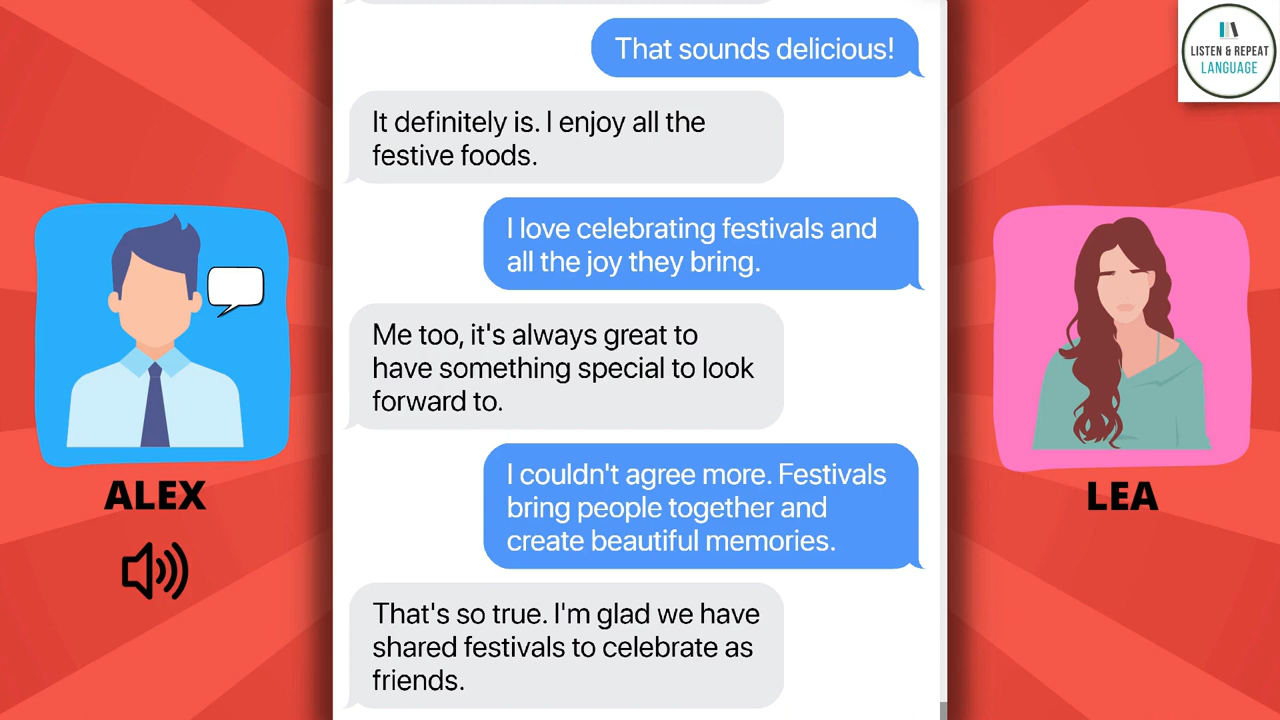 That sounds delicious!
LISTEN & REPEAT
LANGUAGE
It definitely is. I enjoy all the
festive foods.
I love celebrating festivals and
all the joy they bring.
Me too, it's always great to
have something special to look
forward to.
I couldn't agree more. Festivals
bring people together and
create beautiful memories.
ALEX
LEA
That's so true. I'm glad we have
shared festivals to celebrate as
friends.